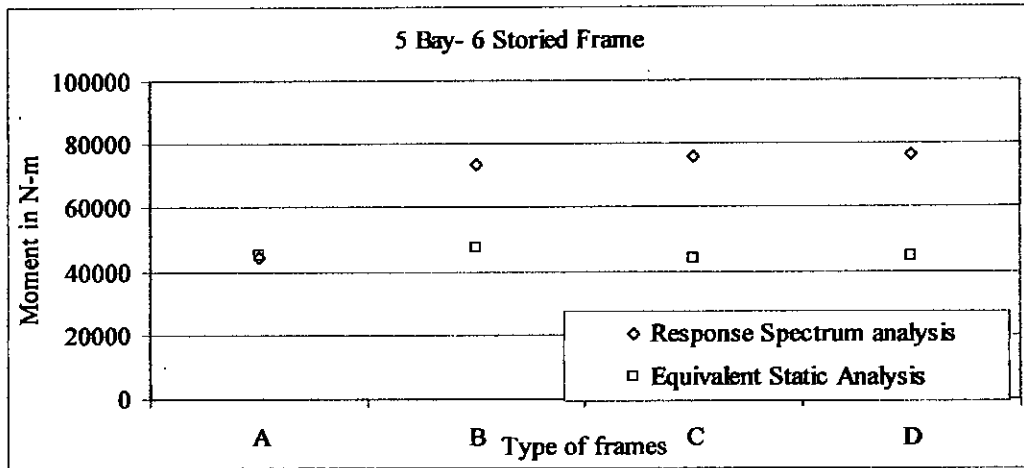 5 Bay- 6 Storied Frame
Moment in N-m
100000
80000
60000
40000
20000
0
A
B
C
D
Type of frames
Response Spectrum analysis
Equivalent Static Analysis